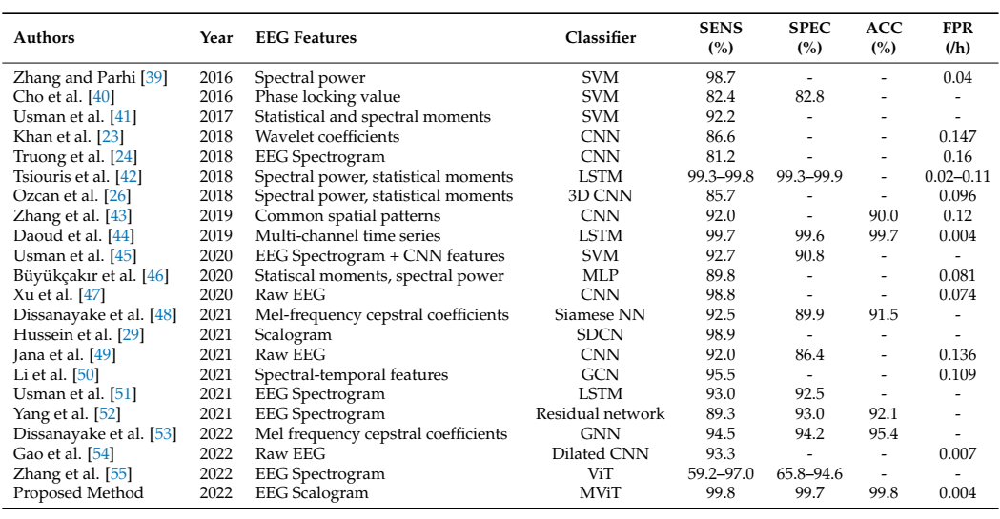 Authors Year EEG Features Classifier SENS (%) SPEC (%) ACC (%) FPR (/h)
Zhang and Parhi [39] 2016 Spectral power SVM 98.7 - - 0.04
Cho et al. [40] 2016 Phase locking value SVM 82.4 82.8 - -
Usman et al. [41] 2017 Statistical and spectral moments SVM 92.2 - - -
Khan et al. [23] 2018 Wavelet coefficients CNN 86.6 - - 0.147
Truong et al. [24] 2018 EEG Spectrogram CNN 81.2 - - 0.16
Tsiouris et al. [42] 2018 Spectral power, statistical moments LSTM 99.3–99.8 99.3–99.9 - 0.02–0.11
Ozcan et al. [26] 2018 Spectral power, statistical moments 3D CNN 85.7 - - 0.096
Zhang et al. [43] 2019 Common spatial patterns CNN 92.0 - 90.0 0.12
Daoud et al. [44] 2019 Multi-channel time series LSTM 99.7 99.6 99.7 0.004
Usman et al. [45] 2020 EEG Spectrogram + CNN features SVM 92.7 90.8 - -
Büyükçakır et al. [46] 2020 Statiscal moments, spectral power MLP 89.8 - - 0.081
Xu et al. [47] 2020 Raw EEG CNN 98.8 - - 0.074
Dissanayake et al. [48] 2021 Mel-frequency cepstral coefficients Siamese NN 92.5 89.9 91.5 -
Hussein et al. [29] 2021 Scalogram SDCN 98.9 - - -
Jana et al. [49] 2021 Raw EEG CNN 92.0 86.4 - 0.136
Li et al. [50] 2021 Spectral-temporal features GCN 95.5 - - 0.109
Usman et al. [51] 2021 EEG Spectrogram LSTM 93.0 92.5 - -
Yang et al. [52] 2021 EEG Spectrogram Residual network 89.3 93.0 92.1 -
Dissanayake et al. [53] 2022 Mel frequency cepstral coefficients GNN 94.5 94.2 95.4 -
Gao et al. [54] 2022 Raw EEG Dilated CNN 93.3 - - 0.007
Zhang et al. [55] 2022 EEG Spectrogram ViT 59.2–97.0 65.8–94.6 - -
Proposed Method 2022 EEG Scalogram MViT 99.8 99.7 99.8 0.004